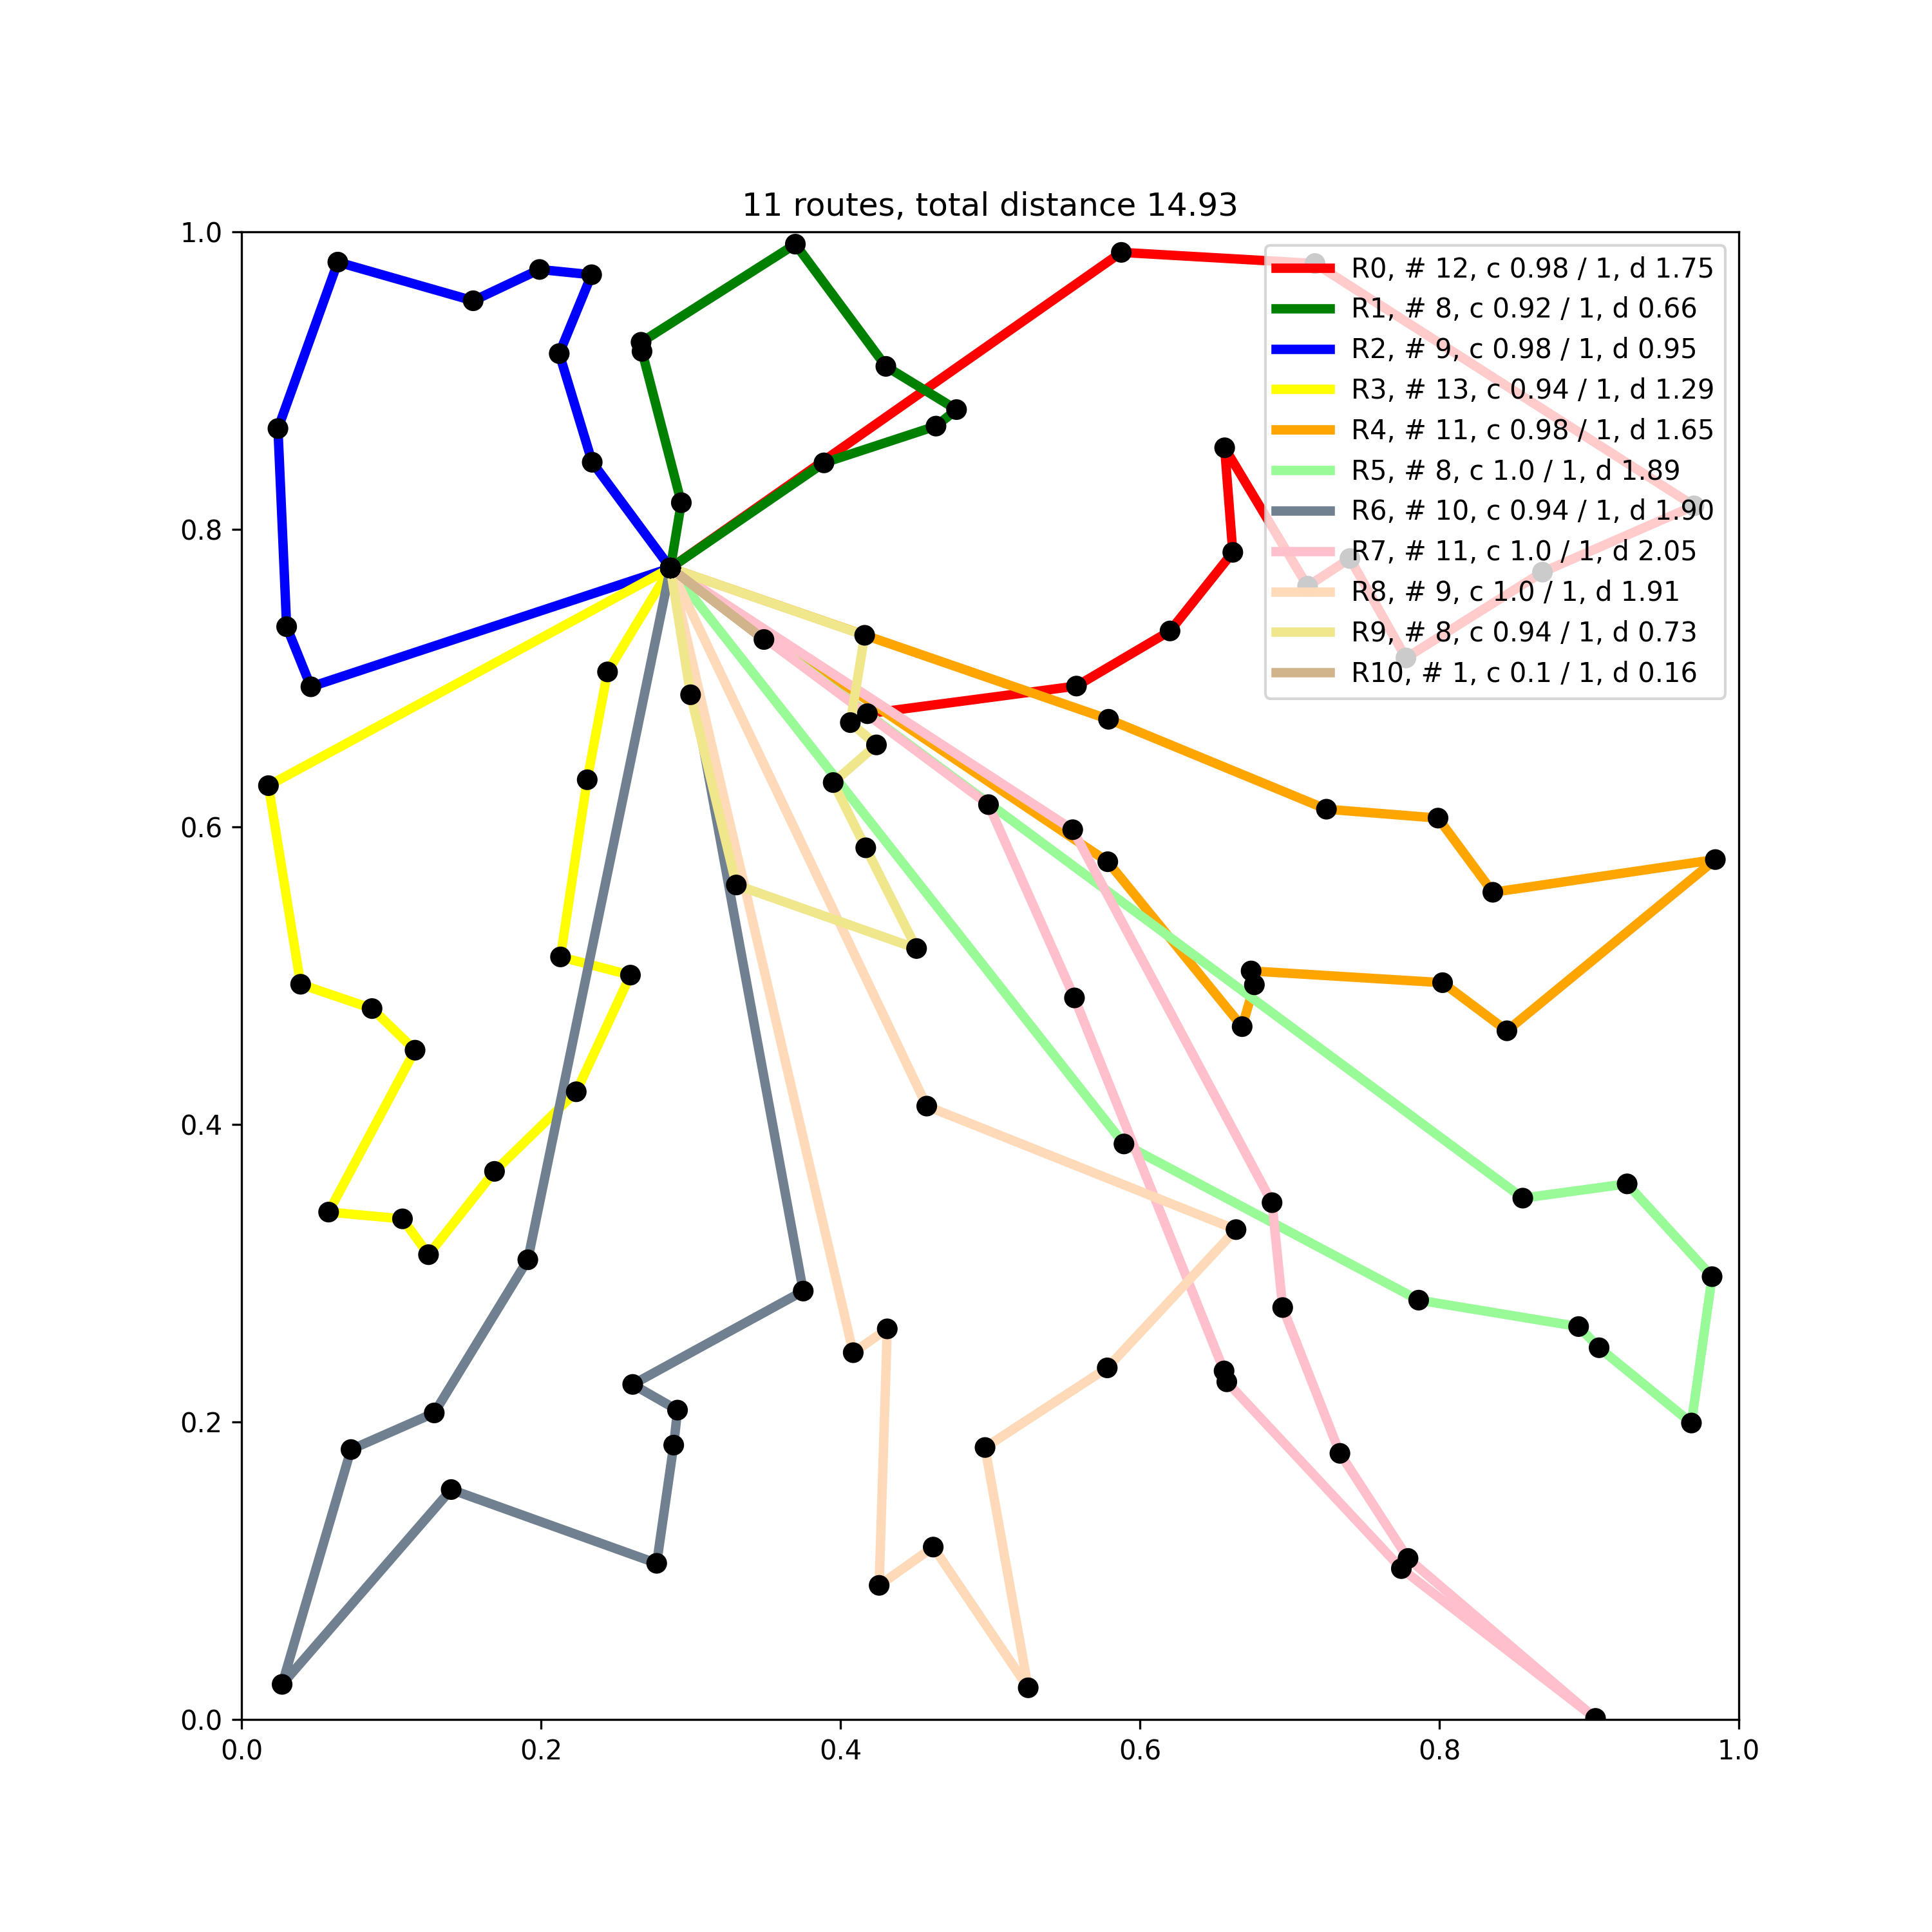 11 routes, total distance 14.93
1.0
0.8
0.6
0.4
0.2
0.0
0.0 0.2 0.4 0.6 0.8 1.0
R0, # 12, c 0.98 / 1, d 1.75
R1, # 8, c 0.92 / 1, d 0.66
R2, # 9, c 0.98 / 1, d 0.95
R3, # 13, c 0.94 / 1, d 1.29
R4, # 11, c 0.98 / 1, d 1.65
R5, # 8, c 1.0 / 1, d 1.89
R6, # 10, c 0.94 / 1, d 1.90
R7, # 11, c 1.0 / 1, d 2.05
R8, # 9, c 1.0 / 1, d 1.91
R9, # 8, c 0.94 / 1, d 0.73
R10, # 1, c 0.1 / 1, d 0.16